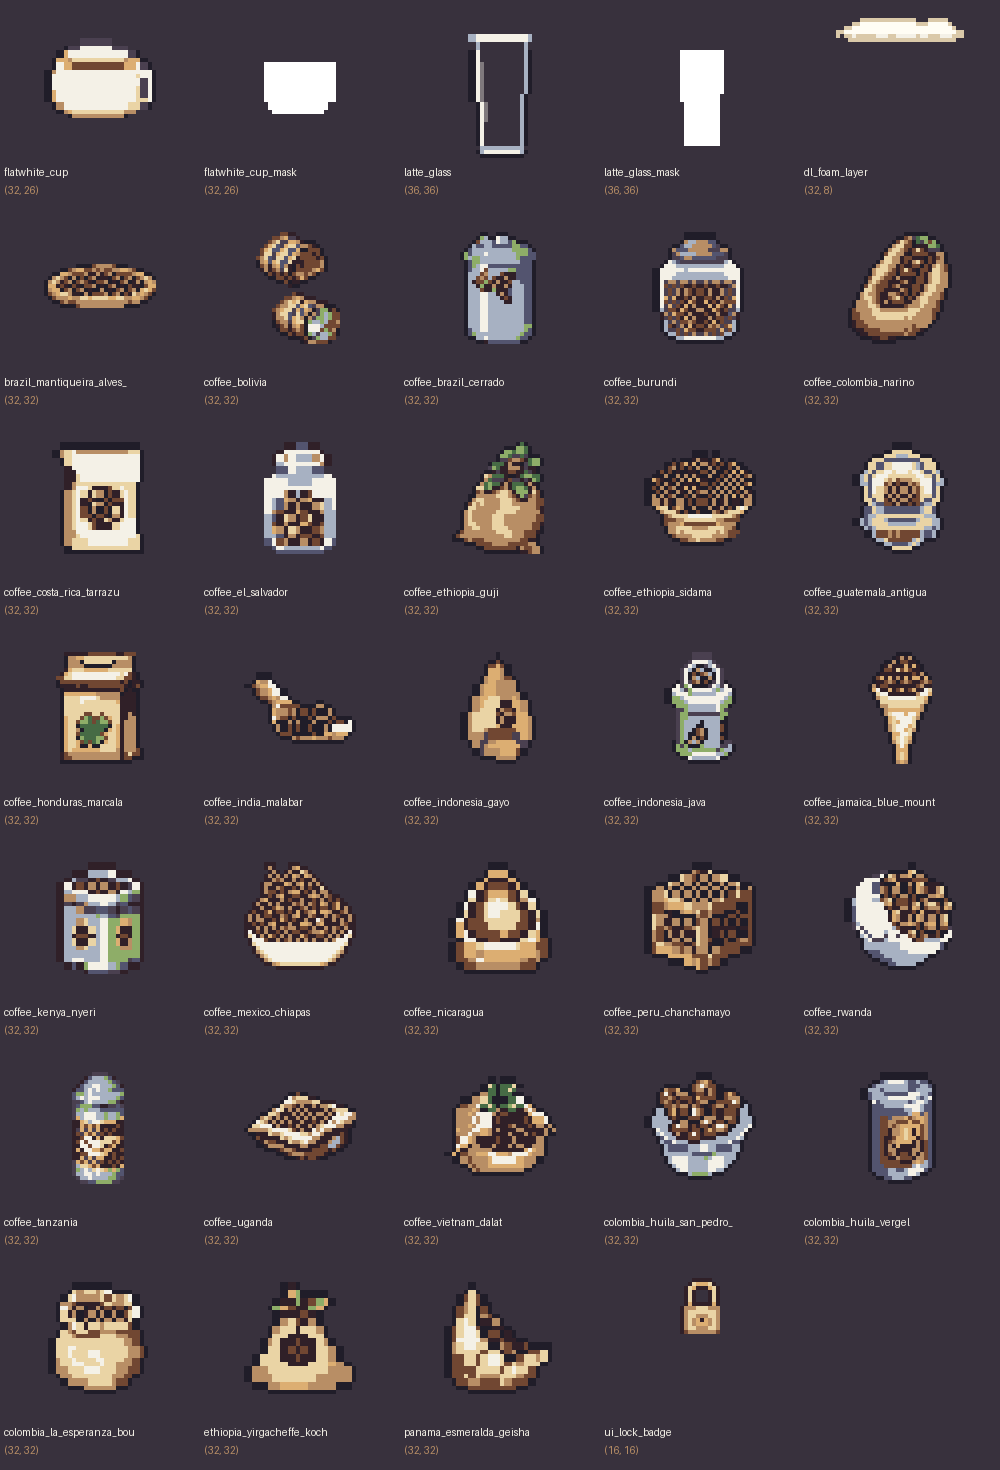 flatwhite_cup
(32, 26)
flatwhite_cup_mask
(32, 26)
latte_glass
(36, 36)
latte_glass_mask
(36, 36)
dl_foam_layer
(32, 8)
brazil_mantiqueira_alves_
(32, 32)
coffee_bolivia
(32, 32)
coffee_brazil_cerrado
(32, 32)
coffee_burundi
(32, 32)
coffee_colombia_narino
(32, 32)
coffee_costa_rica_tarrazu
(32, 32)
coffee_el_salvador
(32, 32)
coffee_ethiopia_guji
(32, 32)
coffee_ethiopia_sidama
(32, 32)
coffee_guatemala_antigua
(32, 32)
coffee_honduras_marcala
(32, 32)
coffee_india_malabar
(32, 32)
coffee_indonesia_gayo
(32, 32)
coffee_indonesia_java
(32, 32)
coffee_jamaica_blue_mount
(32, 32)
coffee_kenya_nyeri
(32, 32)
coffee_mexico_chiapas
(32, 32)
coffee_nicaragua
(32, 32)
coffee_peru_chanchamayo
(32, 32)
coffee_rwanda
(32, 32)
coffee_tanzania
(32, 32)
coffee_uganda
(32, 32)
coffee_vietnam_dalat
(32, 32)
colombia_huila_san_pedro_
(32, 32)
colombia_huila_vergel
(32, 32)
colombia_la_esperanza_bou
(32, 32)
ethiopia_yirgacheffe_koch
(32, 32)
panama_esmeralda_geisha
(32, 32)
ui_lock_badge
(16, 16)